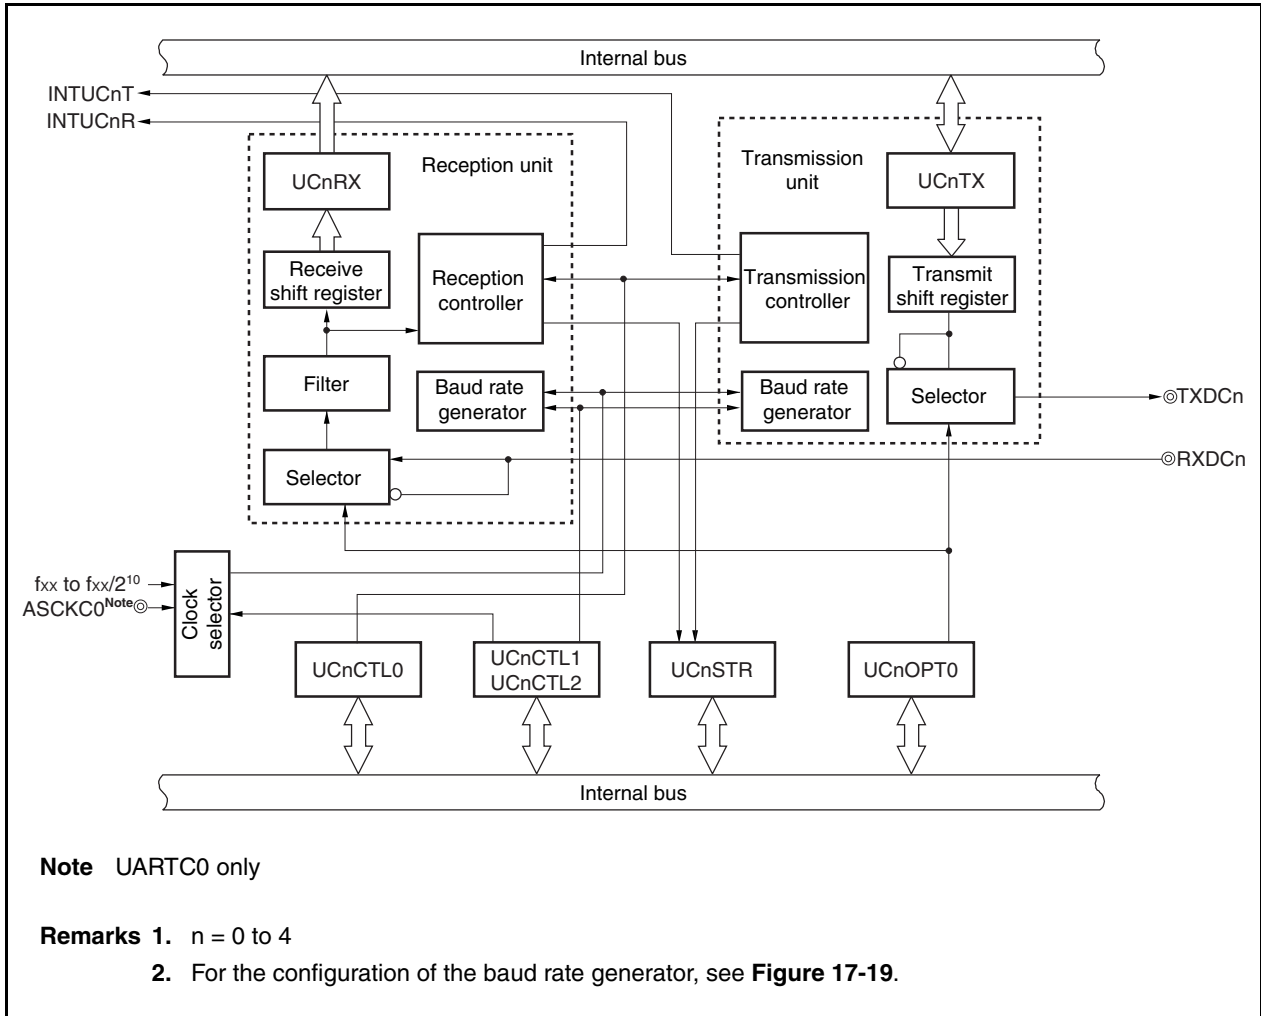 Internal bus
INTUCnT
INTUCnR
Reception unit
UCnRX
Receive
shift register
Reception
controller
Filter
Baud rate
generator
Selector
Transmission
unit
UCnTX
Transmission
controller
Transmit
shift register
Baud rate
generator
Selector
TXDCn
RXDCn
fxx to fxx/2¹⁰
ASCKC0Note
Clock
selector
UCnCTL0
UCnCTL1
UCnCTL2
UCnSTR
UCnOPT0
Internal bus
Note UARTC0 only
Remarks 1. n = 0 to 4
2. For the configuration of the baud rate generator, see Figure 17-19.